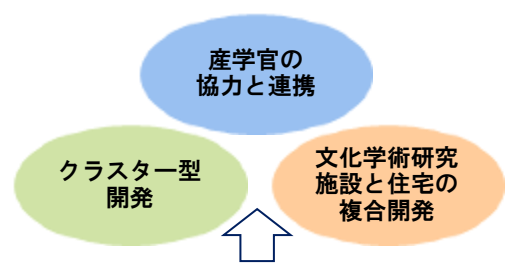 産学官の
協力と連携
クラスター型
開発
文化学術研究
施設と住宅の
複合開発